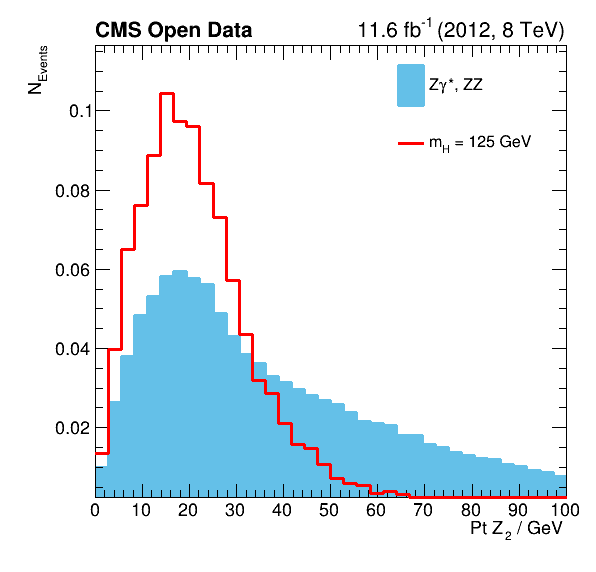 CMS Open Data 11.6 fb⁻¹ (2012, 8 TeV)
N_Events
Zγ*, ZZ
m_H = 125 GeV
0.1
0.08
0.06
0.04
0.02
0 10 20 30 40 50 60 70 80 90 100
Pt Z₂ / GeV